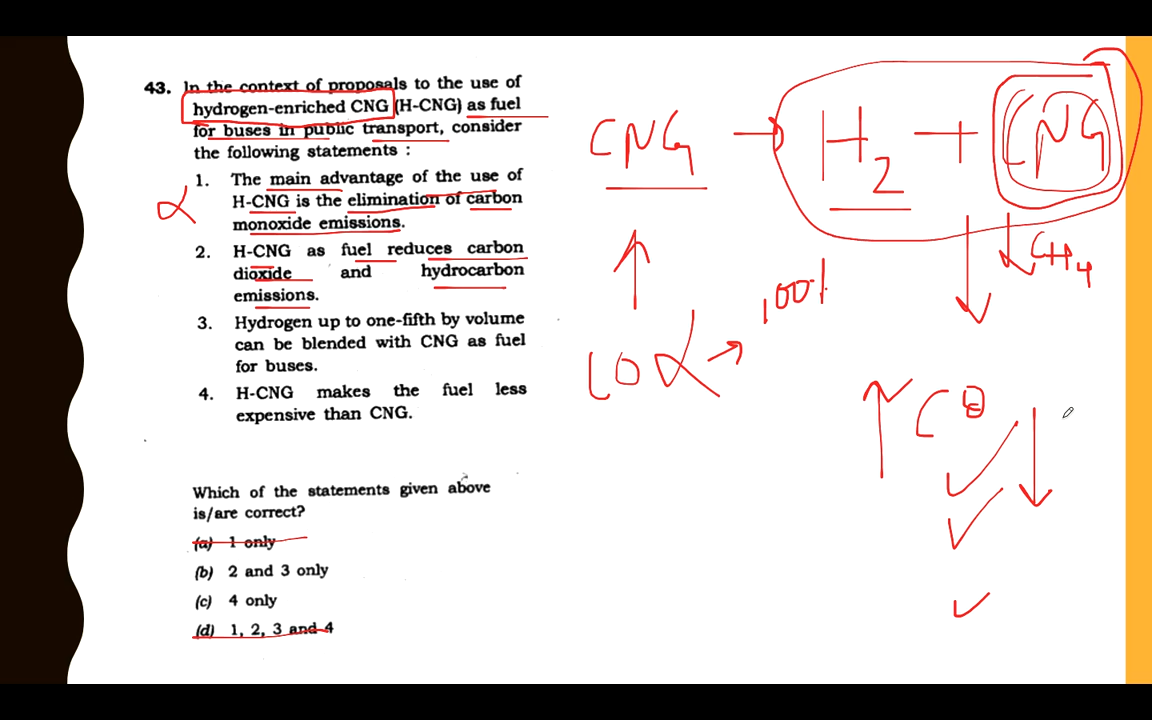 43. In the context of proposals to the use of
hydrogen-enriched CNG (H-CNG) as fuel
for buses in public transport, consider
the following statements :
1. The main advantage of the use of
H-CNG is the elimination of carbon
monoxide emissions.
2. H-CNG as fuel reduces carbon
dioxide and hydrocarbon
emissions.
3. Hydrogen up to one-fifth by volume
can be blended with CNG as fuel
for buses.
4. H-CNG makes the fuel less
expensive than CNG.
Which of the statements given above
is/are correct?
(a) 1 only
(b) 2 and 3 only
(c) 4 only
(d) 1, 2, 3 and 4
CNG → H2 + CNG
CH4
100%
CO